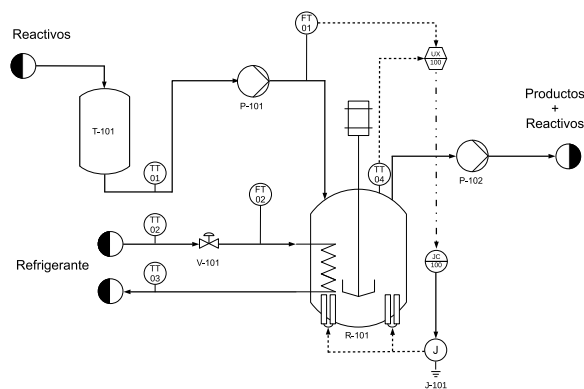 FT
01
Reactivos
UX
100
P-101
Productos
+
Reactivos
T-101
TT
01
TT
04
P-102
FT
02
TT
02
V-101
Refrigerante
TT
03
JC
100
R-101
J
J-101